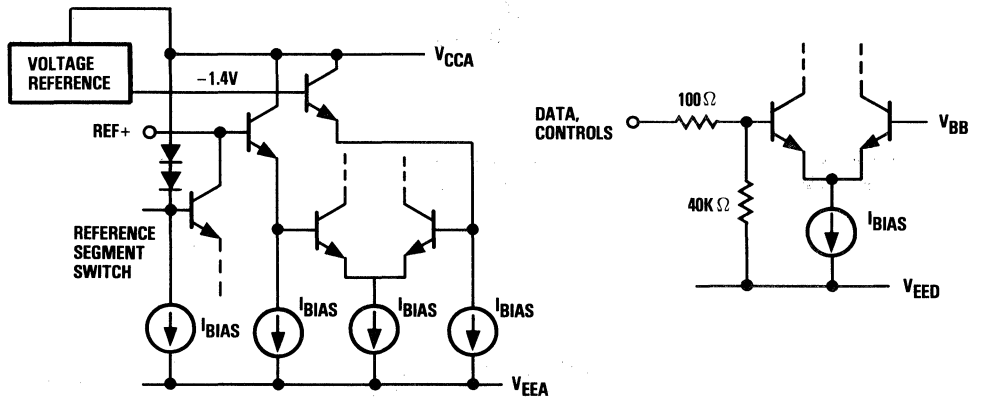 VOLTAGE
REFERENCE
VCCA
−1.4V
REF+
REFERENCE
SEGMENT
SWITCH
IBIAS
IBIAS
IBIAS
IBIAS
VEEA
DATA,
CONTROLS
100Ω
VBB
40KΩ
IBIAS
VEED